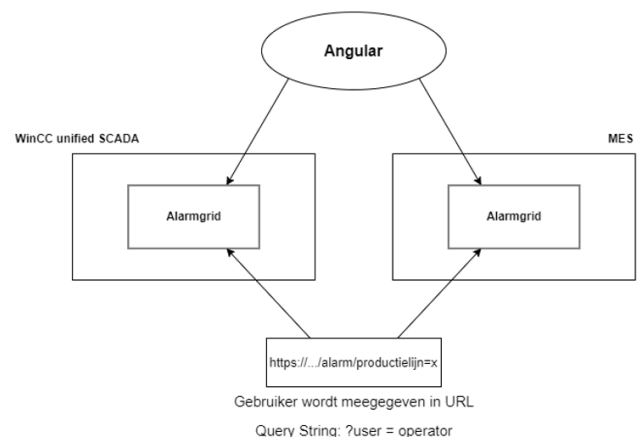 Angular
WinCC unified SCADA
MES
Alarmgrid
Alarmgrid
https://.../alarm/productielijn=x
Gebruiker wordt meegegeven in URL
Query String: ?user = operator